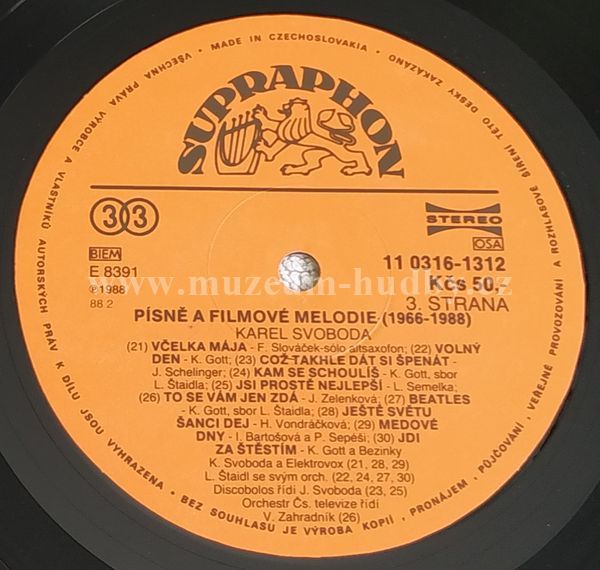 VŠECHNA PRÁVA VÝROBCE A VLASTNÍKŮ AUTORSKÝCH PRÁV K DÍLU JSOU VYHRAZENA • BEZ SOUHLASU JE VÝROBA KOPIÍ, PRONÁJEM, PŮJČOVÁNÍ, VEŘEJNÉ PROVOZOVÁNÍ A ROZHLASOVÉ ŠÍŘENÍ TÉTO DESKY ZAKÁZÁNO • MADE IN CZECHOSLOVAKIA •
SUPRAPHON
33
STEREO
OSA
BIEM
E 8391
℗ 1988
88 2
11 0316-1312
Kčs 50,-
3. STRANA
www.muzeum-hudby.cz
PÍSNĚ A FILMOVÉ MELODIE (1966-1988)
KAREL SVOBODA
(21) VČELKA MÁJA - F. Slováček-sólo altsaxofon; (22) VOLNÝ
DEN - K. Gott; (23) COŽ TAKHLE DÁT SI ŠPENÁT -
J. Schelinger; (24) KAM SE SCHOULÍŠ - K. Gott, sbor
L. Štaidla; (25) JSI PROSTĚ NEJLEPŠÍ - L. Semelka;
(26) TO SE VÁM JEN ZDÁ - J. Zelenková; (27) BEATLES
- K. Gott, sbor L. Štaidla; (28) JEŠTĚ SVĚTU
ŠANCI DEJ - H. Vondráčková; (29) MEDOVÉ
DNY - I. Bartošová a P. Sepéši; (30) JDI
ZA ŠTĚSTÍM - K. Gott a Bezinky
K. Svoboda a Elektrovox (21, 28, 29)
L. Štaidl se svým orch. (22, 24, 27, 30)
Discobolos řídí J. Svoboda (23, 25)
Orchestr Čs. televize řídí
V. Zahradník (26)